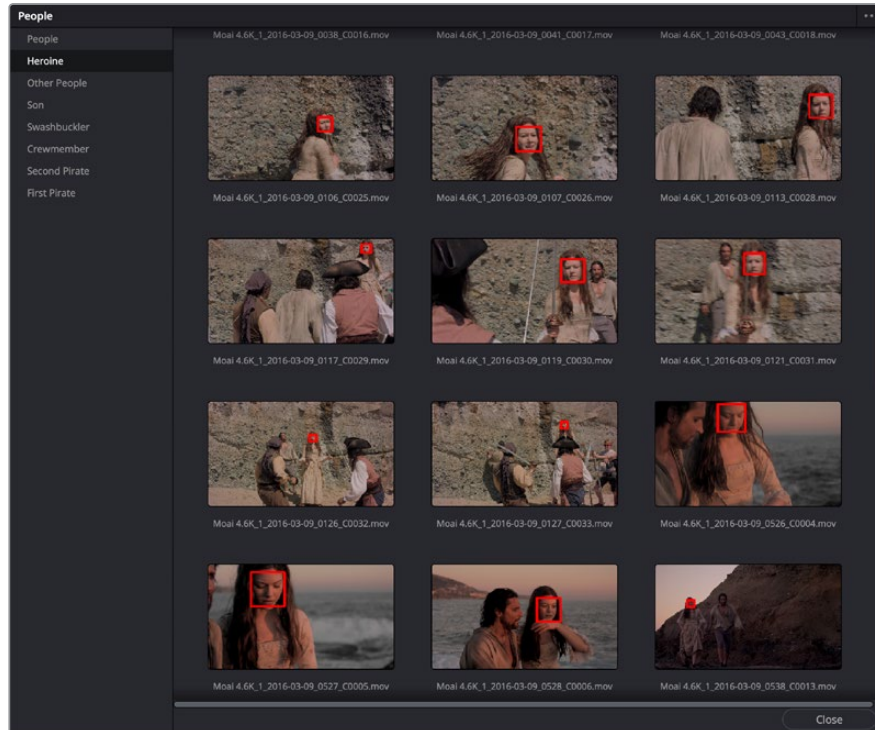 People
People
Heroine
Other People
Son
Swashbuckler
Crewmember
Second Pirate
First Pirate
Moai 4.6K_1_2016-03-09_0038_C0016.mov
Moai 4.6K_1_2016-03-09_0041_C0017.mov
Moai 4.6K_1_2016-03-09_0043_C0018.mov
Moai 4.6K_1_2016-03-09_0106_C0025.mov
Moai 4.6K_1_2016-03-09_0107_C0026.mov
Moai 4.6K_1_2016-03-09_0113_C0028.mov
Moai 4.6K_1_2016-03-09_0117_C0029.mov
Moai 4.6K_1_2016-03-09_0119_C0030.mov
Moai 4.6K_1_2016-03-09_0121_C0031.mov
Moai 4.6K_1_2016-03-09_0126_C0032.mov
Moai 4.6K_1_2016-03-09_0127_C0033.mov
Moai 4.6K_1_2016-03-09_0526_C0004.mov
Moai 4.6K_1_2016-03-09_0527_C0005.mov
Moai 4.6K_1_2016-03-09_0528_C0006.mov
Moai 4.6K_1_2016-03-09_0538_C0013.mov
Close